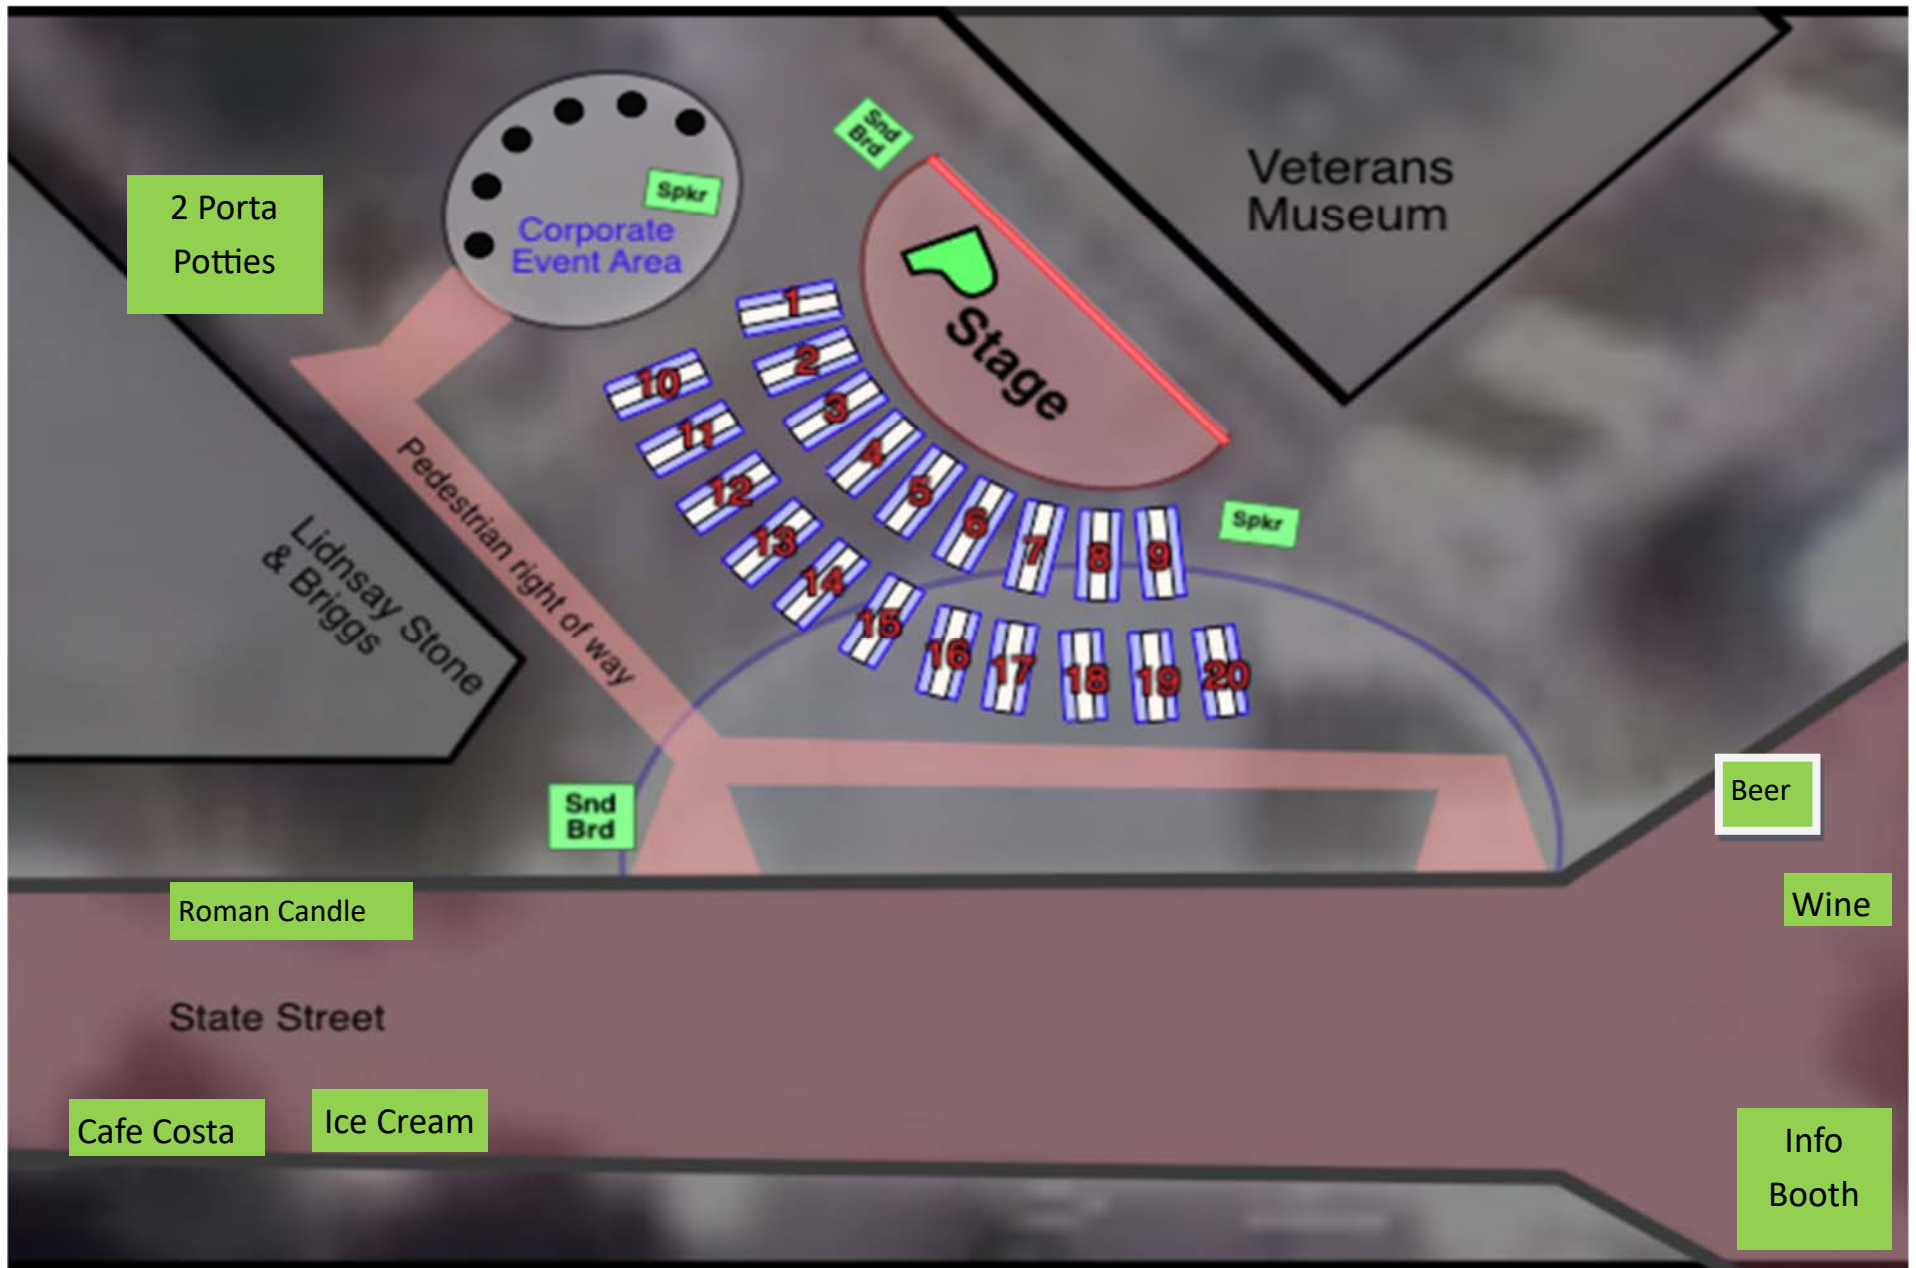 Snd
Brd
2 Porta
Potties
Spkr
Corporate
Event Area
Veterans
Museum
Stage
1
2
3
4
5
6
7
8
9
10
11
12
13
14
15
16
17
18
19
20
Spkr
Pedestrian right of way
Lidnsay Stone
& Briggs
Snd
Brd
Beer
Wine
Roman Candle
State Street
Cafe Costa
Ice Cream
Info
Booth